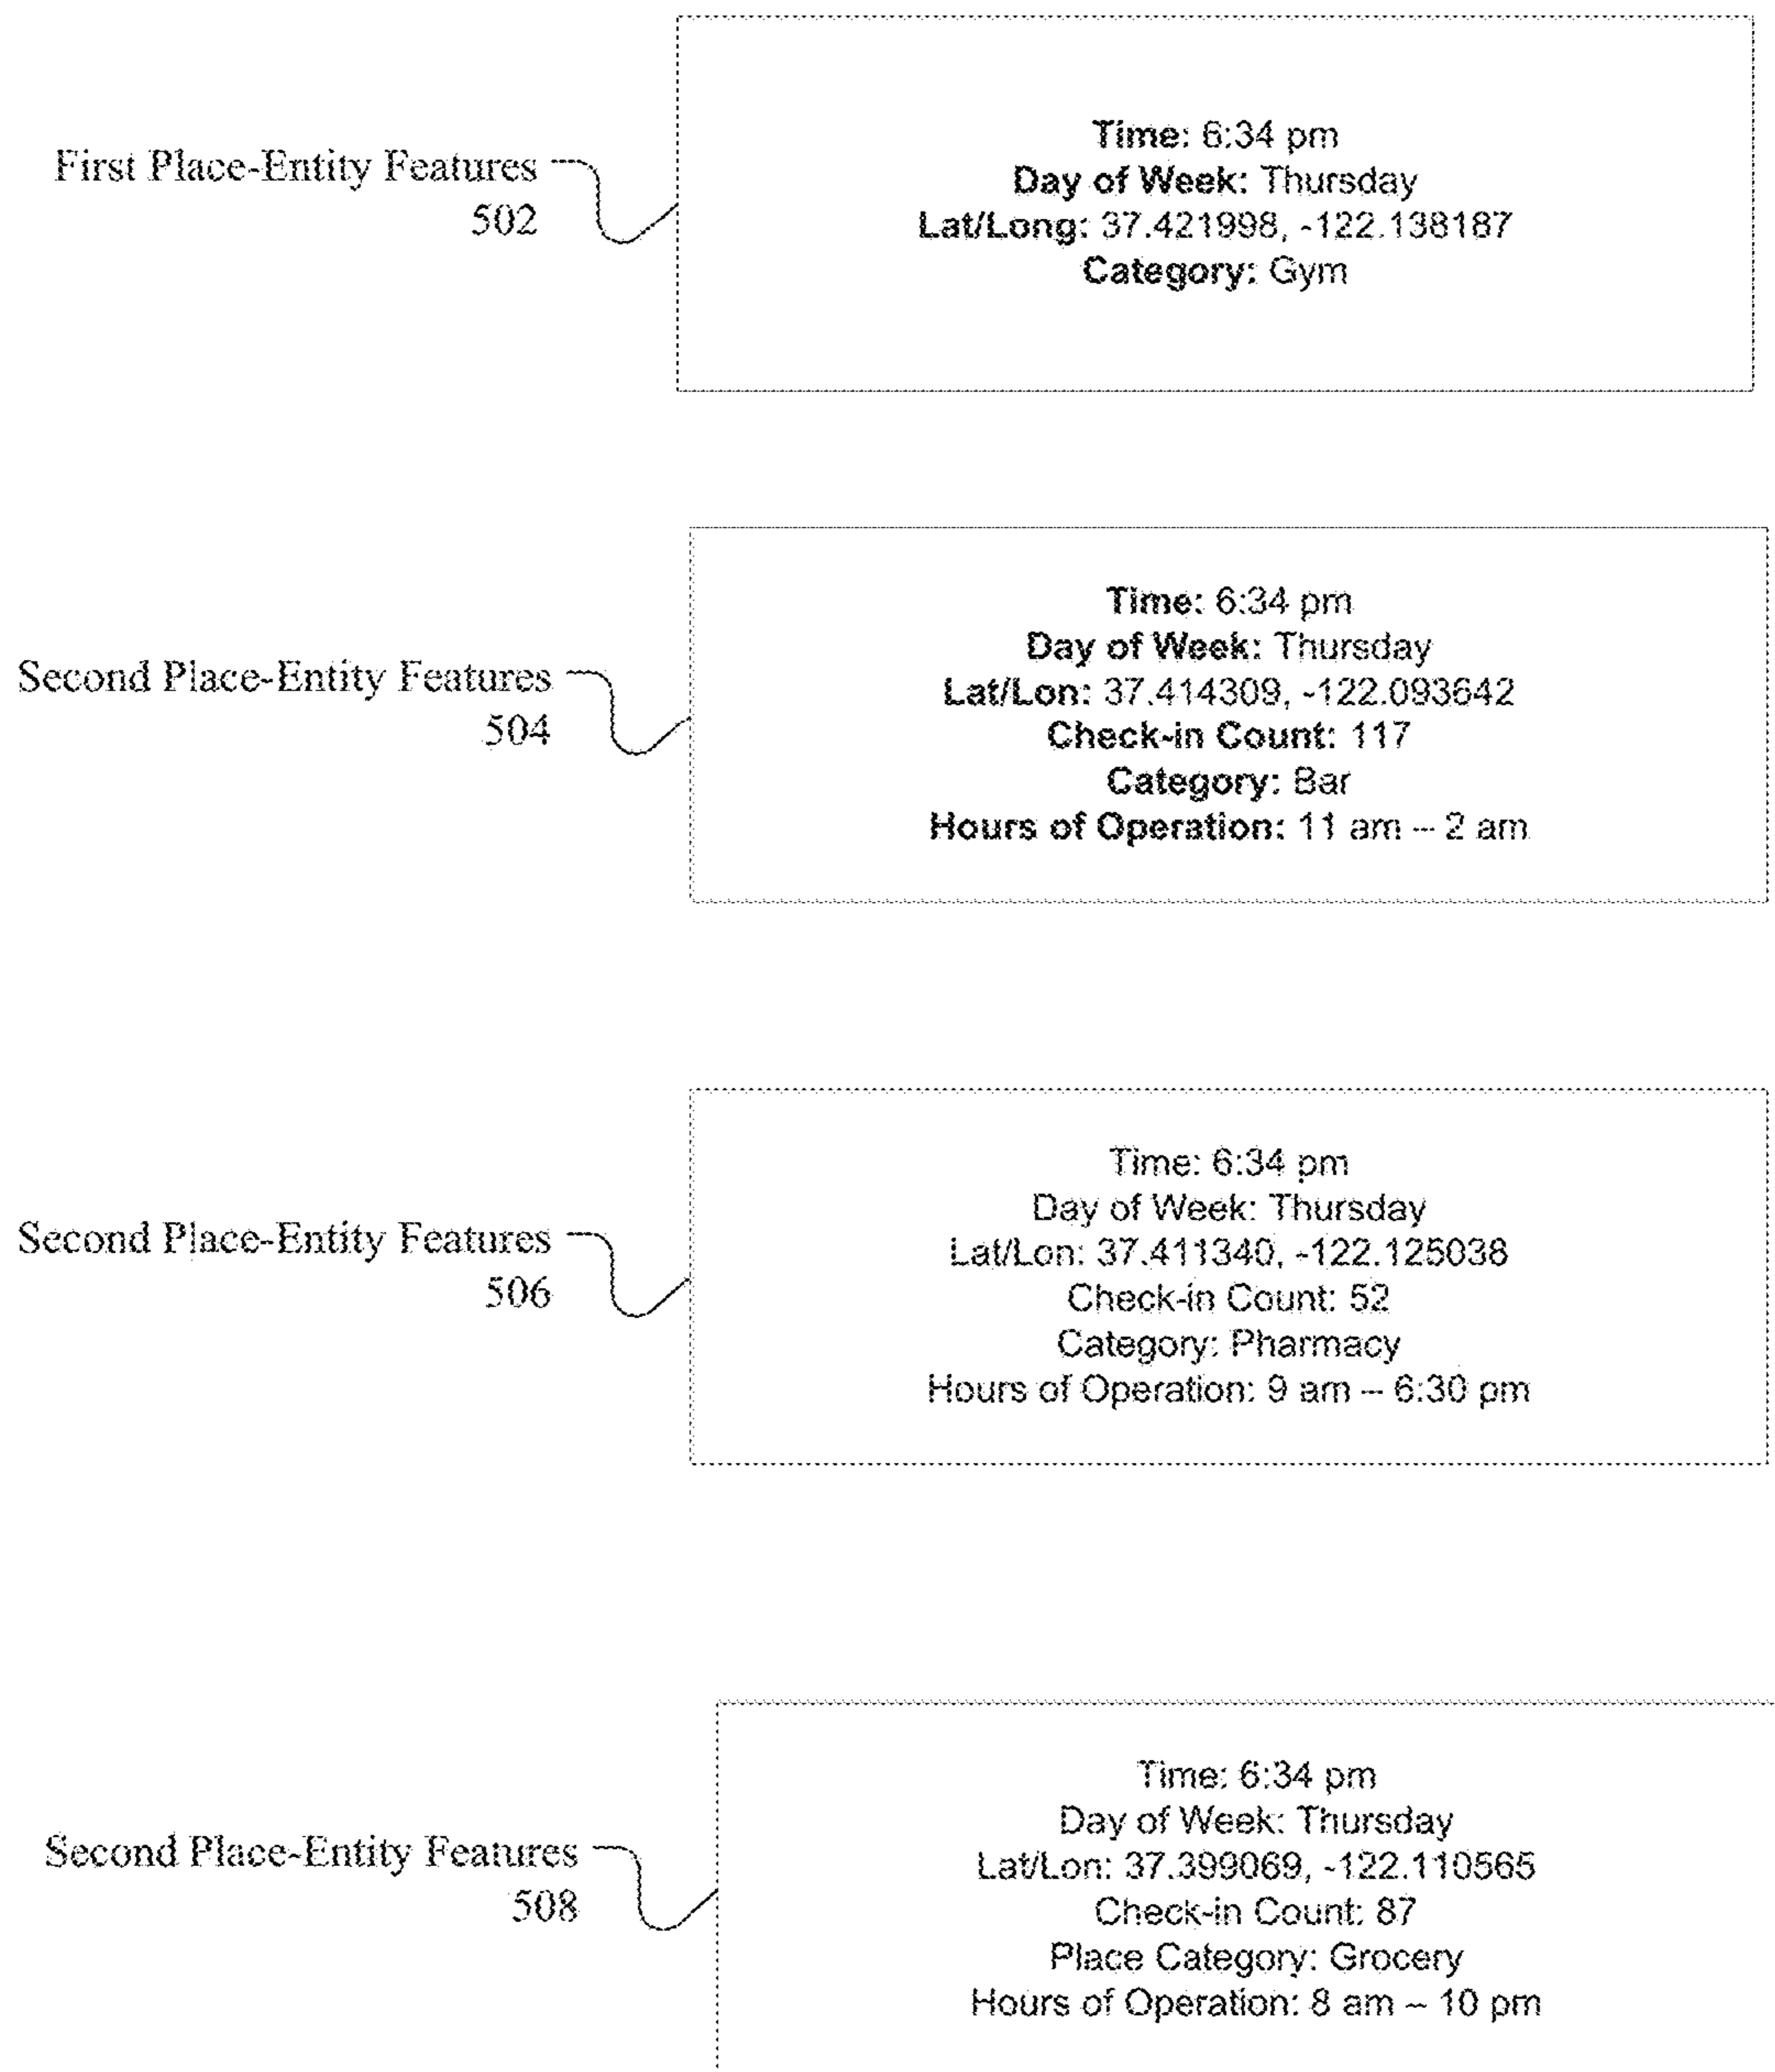 First Place-Entity Features
502
Time: 6:34 pm
Day of Week: Thursday
Lat/Long: 37.421998, -122.138187
Category: Gym
Second Place-Entity Features
504
Time: 6:34 pm
Day of Week: Thursday
Lat/Lon: 37.414309, -122.093642
Check-in Count: 117
Category: Bar
Hours of Operation: 11 am – 2 am
Second Place-Entity Features
506
Time: 6:34 pm
Day of Week: Thursday
Lat/Lon: 37.411340, -122.125038
Check-in Count: 52
Category: Pharmacy
Hours of Operation: 9 am – 6:30 pm
Second Place-Entity Features
508
Time: 6:34 pm
Day of Week: Thursday
Lat/Lon: 37.399069, -122.110565
Check-in Count: 87
Place Category: Grocery
Hours of Operation: 8 am – 10 pm